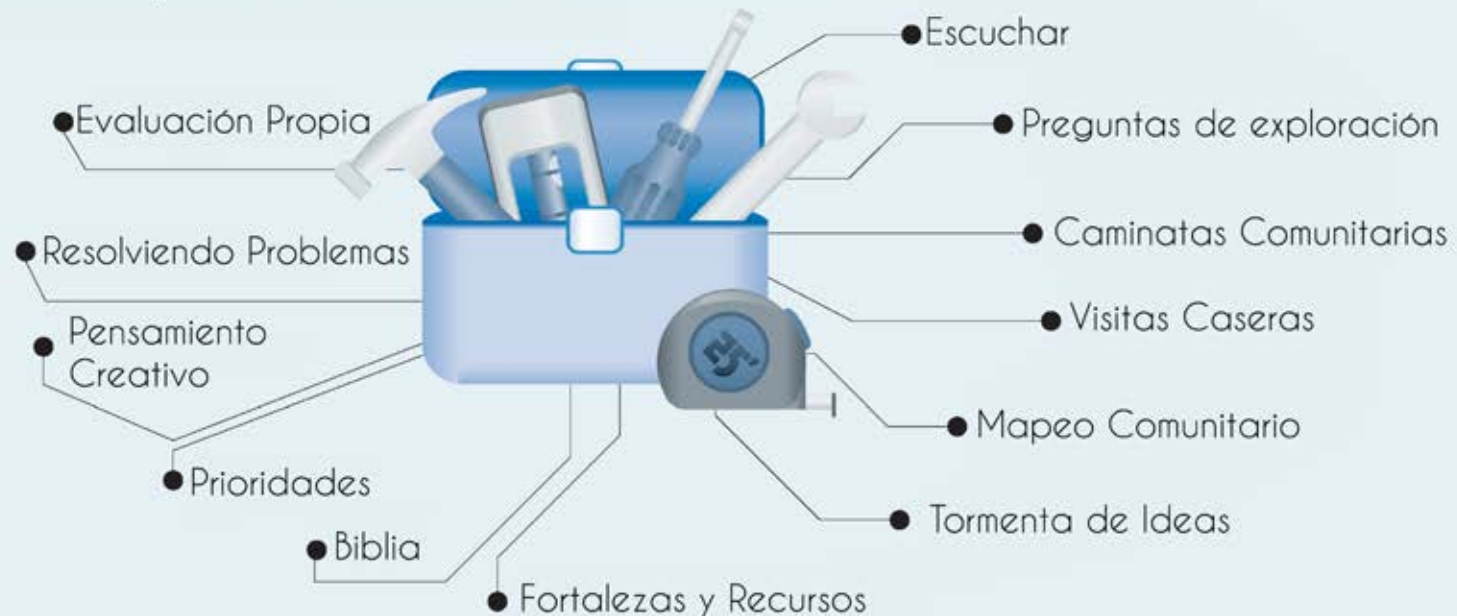 Escuchar
Evaluación Propia
Preguntas de exploración
Caminatas Comunitarias
Resolviendo Problemas
Visitas Caseras
Pensamiento
Creativo
Mapeo Comunitario
Prioridades
Tormenta de Ideas
Biblia
Fortalezas y Recursos